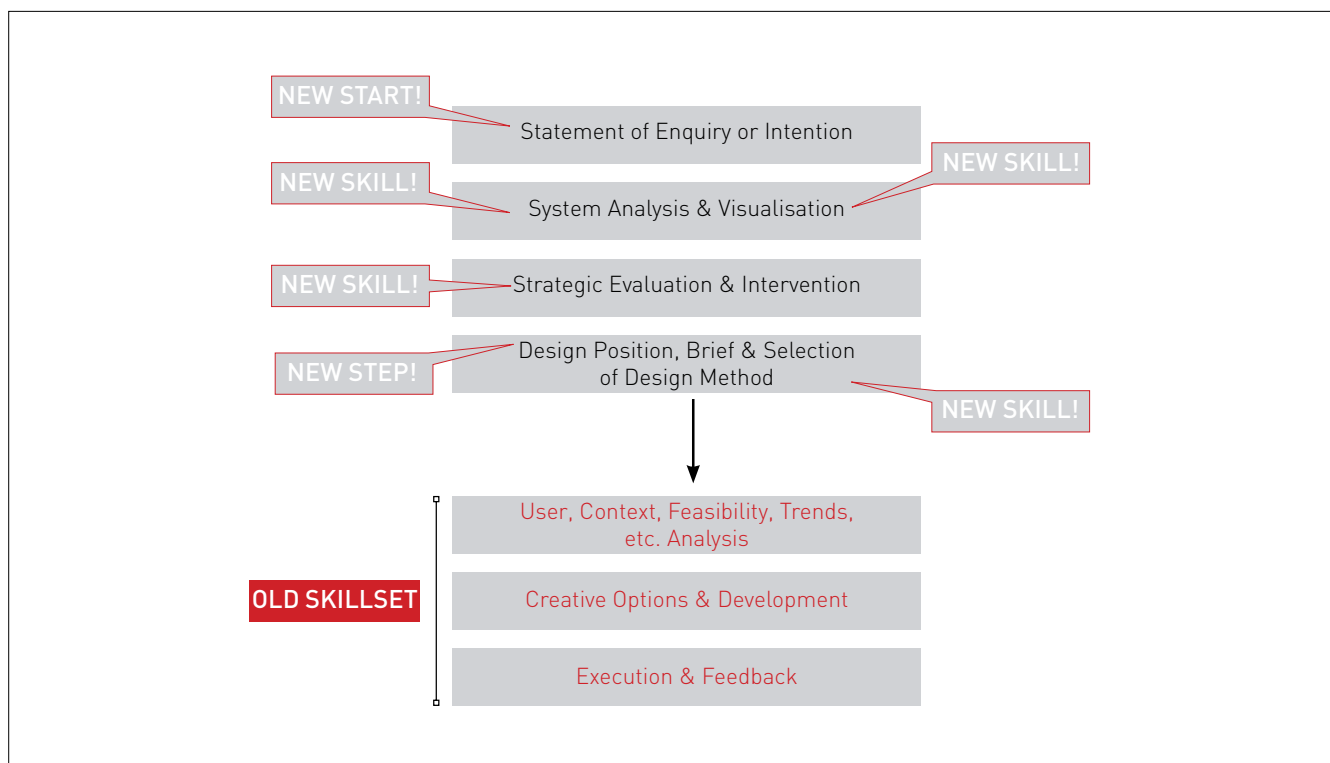 NEW START!
Statement of Enquiry or Intention
NEW SKILL!
NEW SKILL!
System Analysis & Visualisation
NEW SKILL!
Strategic Evaluation & Intervention
Design Position, Brief & Selection
of Design Method
NEW STEP!
NEW SKILL!
User, Context, Feasibility, Trends,
etc. Analysis
OLD SKILLSET
Creative Options & Development
Execution & Feedback